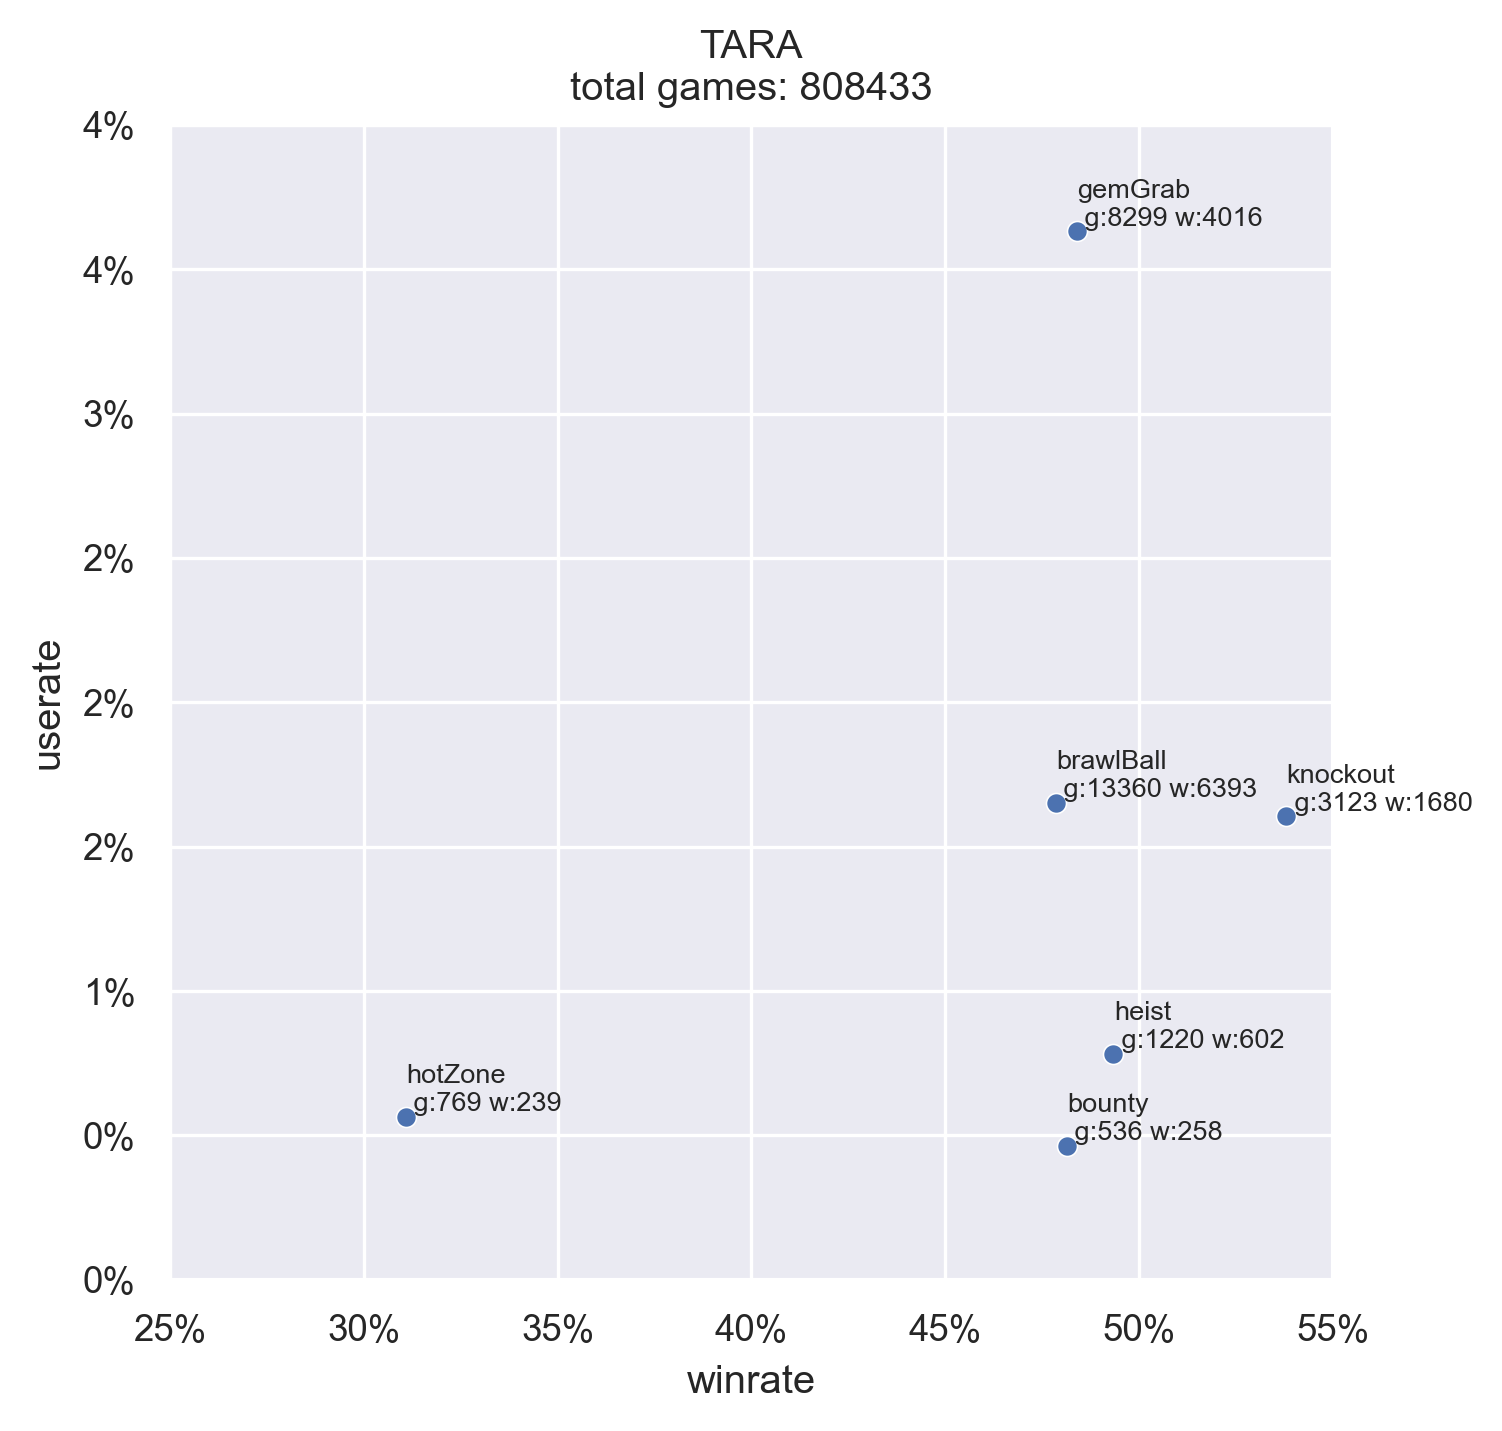 TARA
total games: 808433
4%
4%
3%
2%
2%
2%
1%
0%
0%
userate
gemGrab
g:8299 w:4016
brawlBall
g:13360 w:6393
knockout
g:3123 w:1680
heist
g:1220 w:602
hotZone
g:769 w:239
bounty
g:536 w:258
25% 30% 35% 40% 45% 50% 55%
winrate